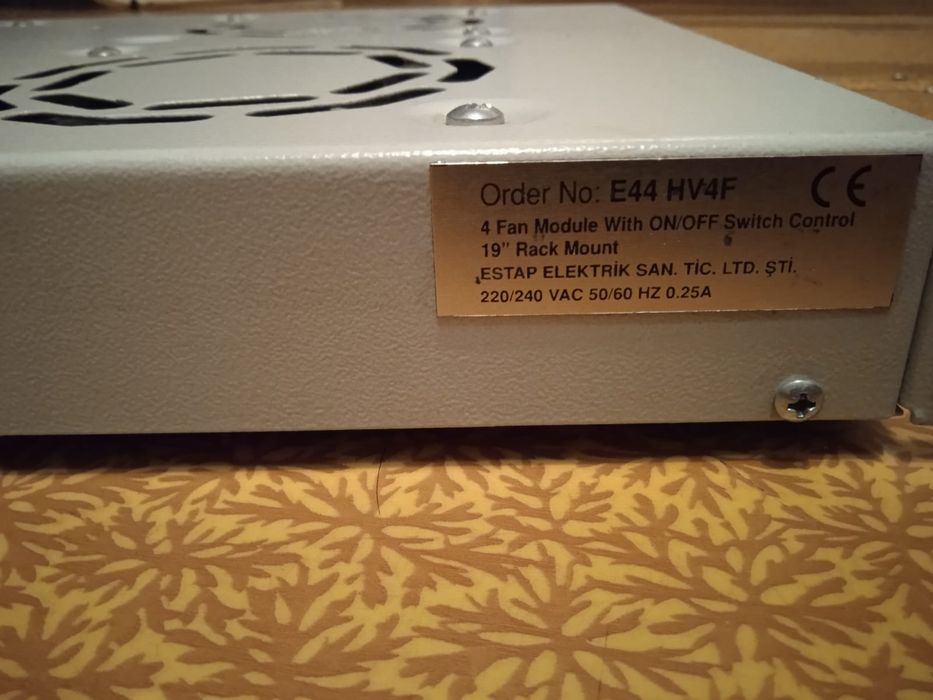 Order No: E44 HV4F CE
4 Fan Module With ON/OFF Switch Control
19" Rack Mount
ESTAP ELEKTRİK SAN. TİC. LTD. ŞTİ.
220/240 VAC 50/60 HZ 0.25A